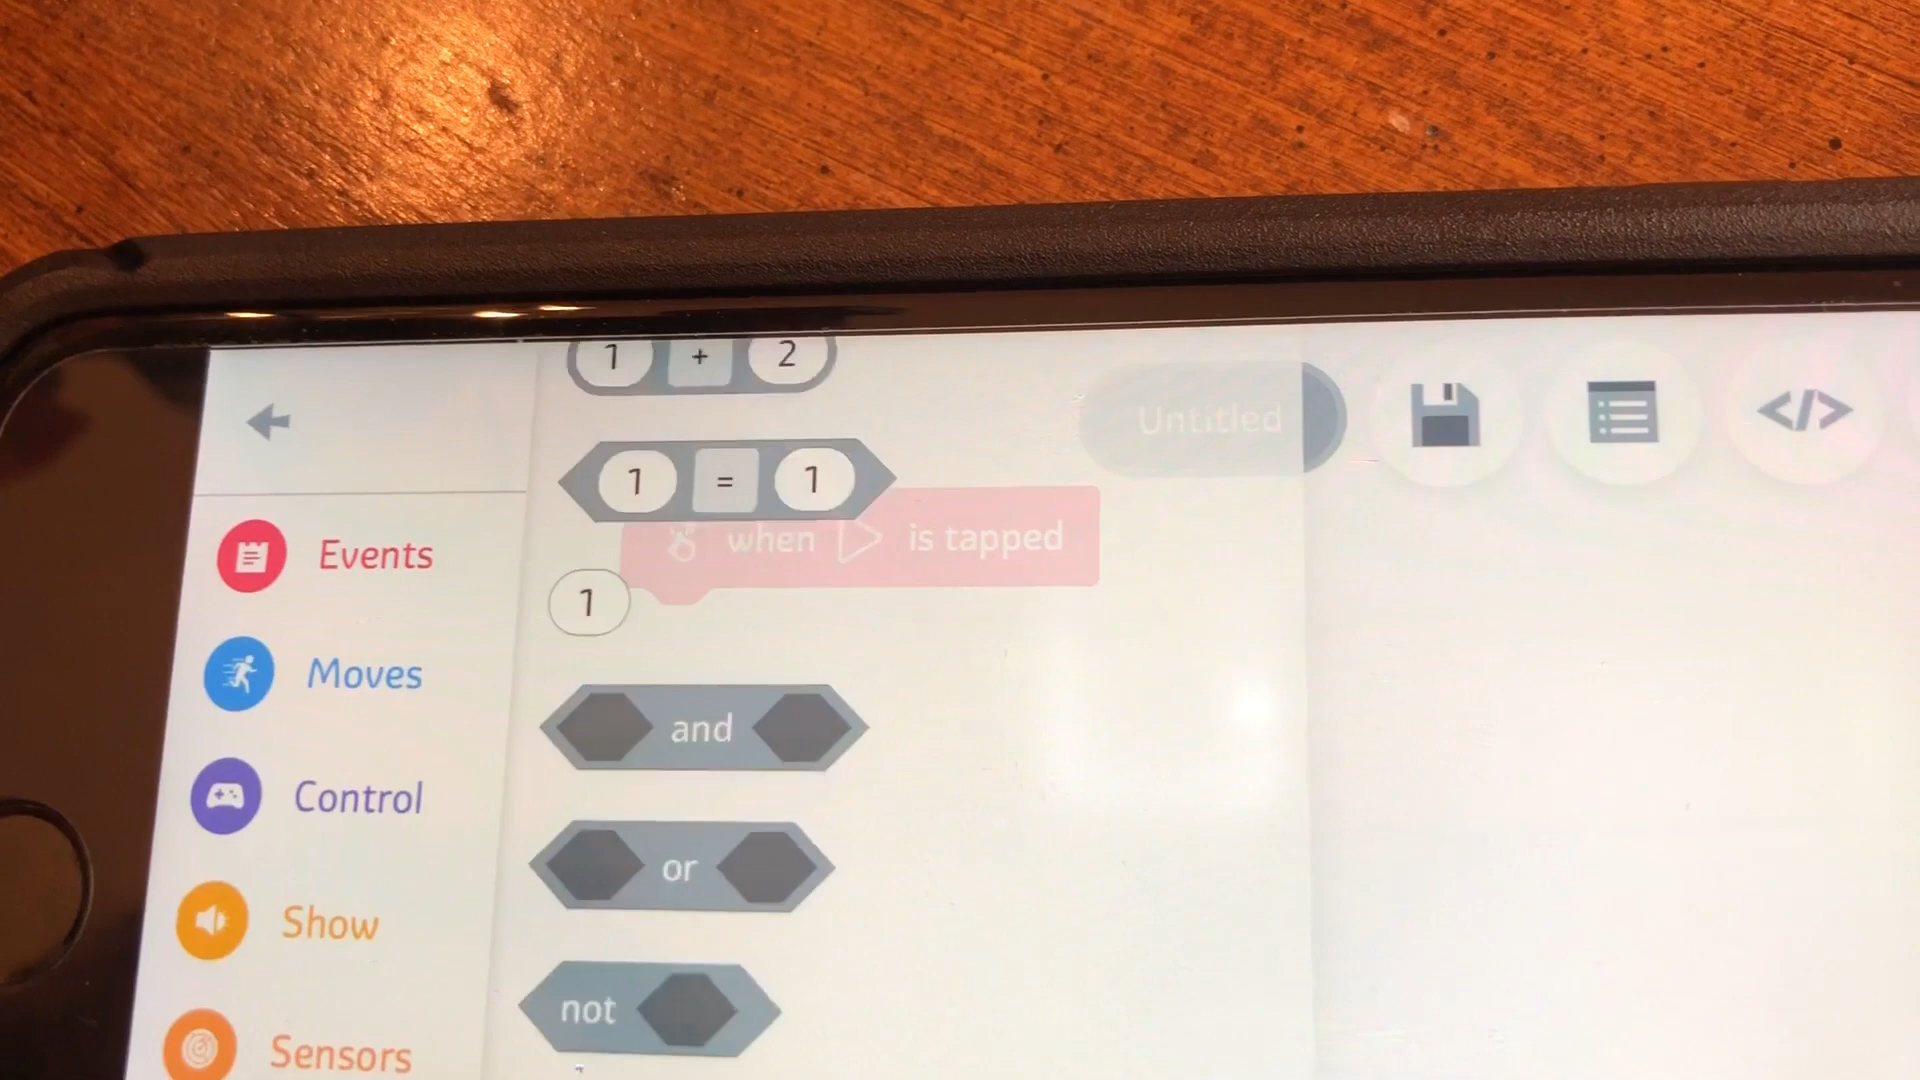 1 + 2
Untitled
</>
1 = 1
when is tapped
Events
1
Moves
and
Control
or
Show
not
Sensors